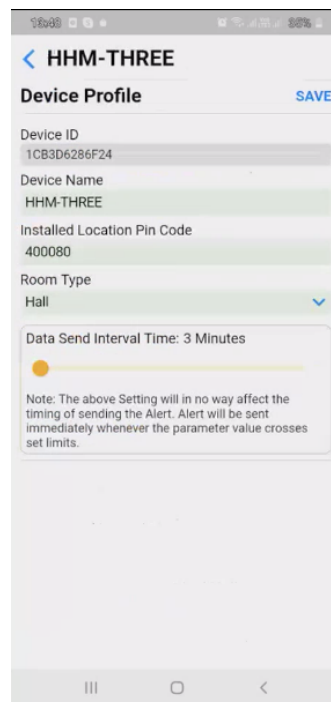 HHM-THREE
Device Profile
SAVE
Device ID
1CB3D6286F24
Device Name
HHM-THREE
Installed Location Pin Code
400080
Room Type
Hall
Data Send Interval Time: 3 Minutes
Note: The above Setting will in no way affect the
timing of sending the Alert. Alert will be sent
immediately whenever the parameter value crosses
set limits.